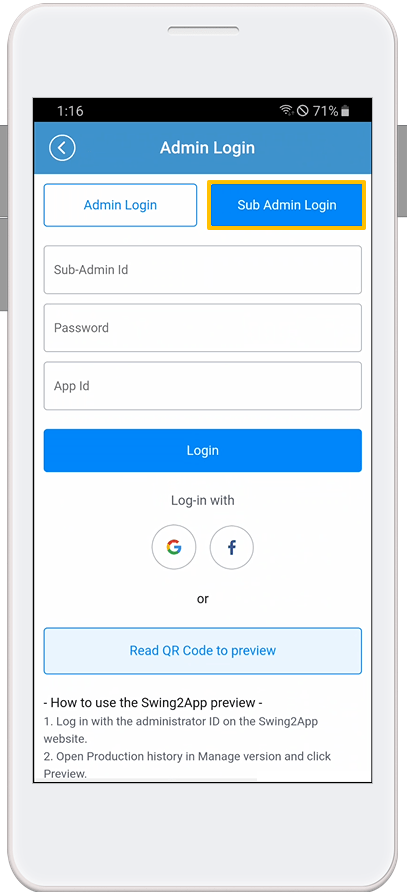 1:16 71%
Admin Login
Admin Login Sub Admin Login
Sub-Admin Id
Password
App Id
Login
Log-in with
or
Read QR Code to preview
- How to use the Swing2App preview -
1. Log in with the administrator ID on the Swing2App
website.
2. Open Production history in Manage version and click
Preview.